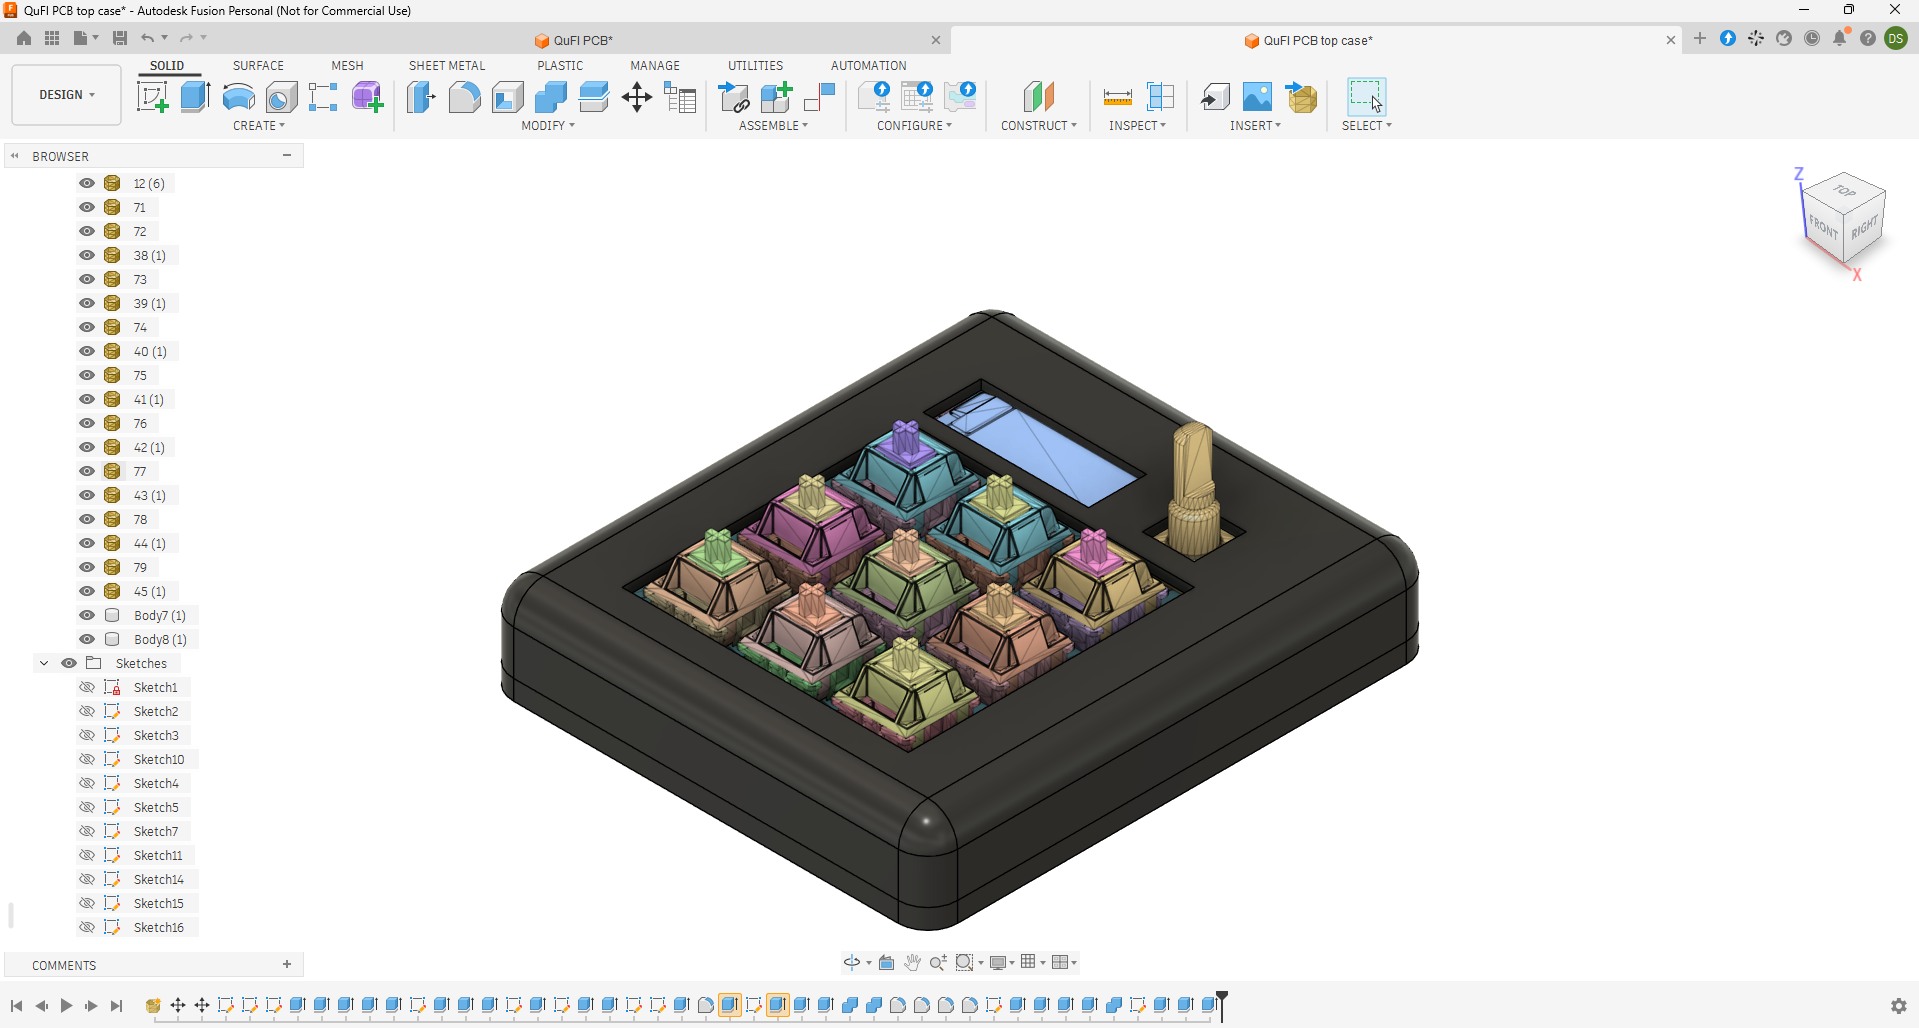 QuFI PCB top case* - Autodesk Fusion Personal (Not for Commercial Use)
QuFI PCB*
QuFI PCB top case*
DS
SOLID
SURFACE
MESH
SHEET METAL
PLASTIC
MANAGE
UTILITIES
AUTOMATION
DESIGN
CREATE
MODIFY
ASSEMBLE
CONFIGURE
CONSTRUCT
INSPECT
INSERT
SELECT
BROWSER
12 (6)
71
72
38 (1)
73
39 (1)
74
40 (1)
75
41 (1)
76
42 (1)
77
43 (1)
78
44 (1)
79
45 (1)
Body7 (1)
Body8 (1)
Sketches
Sketch1
Sketch2
Sketch3
Sketch10
Sketch4
Sketch5
Sketch7
Sketch11
Sketch14
Sketch15
Sketch16
Z
TOP
FRONT
RIGHT
X
COMMENTS